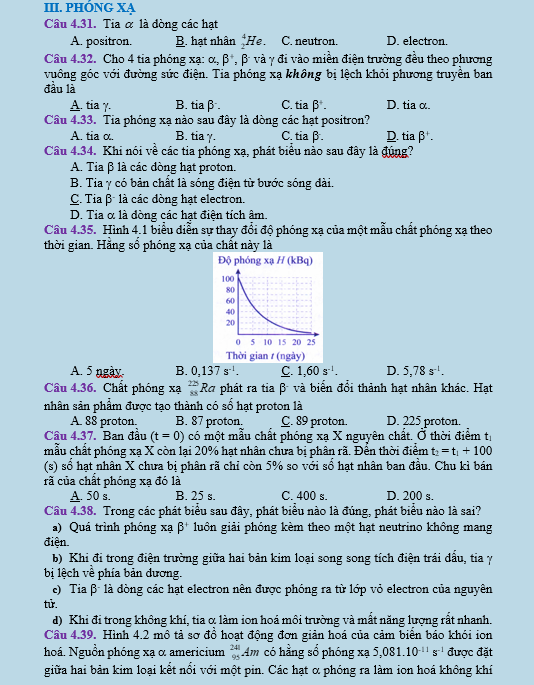 III. PHÓNG XẠ
Câu 4.31. Tia α là dòng các hạt
A. positron. B. hạt nhân ⁴₂He. C. neutron. D. electron.
Câu 4.32. Cho 4 tia phóng xạ: α, β⁺, β⁻ và γ đi vào miền điện trường đều theo phương
vuông góc với đường sức điện. Tia phóng xạ không bị lệch khỏi phương truyền ban
đầu là
A. tia γ. B. tia β⁻. C. tia β⁺. D. tia α.
Câu 4.33. Tia phóng xạ nào sau đây là dòng các hạt positron?
A. tia α. B. tia γ. C. tia β⁻. D. tia β⁺.
Câu 4.34. Khi nói về các tia phóng xạ, phát biểu nào sau đây là đúng?
A. Tia β là các dòng hạt proton.
B. Tia γ có bản chất là sóng điện từ bước sóng dài.
C. Tia β⁻ là các dòng hạt electron.
D. Tia α là dòng các hạt điện tích âm.
Câu 4.35. Hình 4.1 biểu diễn sự thay đổi độ phóng xạ của một mẫu chất phóng xạ theo
thời gian. Hằng số phóng xạ của chất này là
Độ phóng xạ H (kBq)
100
80
60
40
20
0 5 10 15 20 25
Thời gian t (ngày)
A. 5 ngày. B. 0,137 s⁻¹. C. 1,60 s⁻¹. D. 5,78 s⁻¹.
Câu 4.36. Chất phóng xạ ²²⁵₈₈Ra phát ra tia β⁻ và biến đổi thành hạt nhân khác. Hạt
nhân sản phẩm được tạo thành có số hạt proton là
A. 88 proton. B. 87 proton. C. 89 proton. D. 225 proton.
Câu 4.37. Ban đầu (t = 0) có một mẫu chất phóng xạ X nguyên chất. Ở thời điểm t₁
mẫu chất phóng xạ X còn lại 20% hạt nhân chưa bị phân rã. Đến thời điểm t₂ = t₁ + 100
(s) số hạt nhân X chưa bị phân rã chỉ còn 5% so với số hạt nhân ban đầu. Chu kì bán
rã của chất phóng xạ đó là
A. 50 s. B. 25 s. C. 400 s. D. 200 s.
Câu 4.38. Trong các phát biểu sau đây, phát biểu nào là đúng, phát biểu nào là sai?
a) Quá trình phóng xạ β⁺ luôn giải phóng kèm theo một hạt neutrino không mang
điện.
b) Khi đi trong điện trường giữa hai bản kim loại song song tích điện trái dấu, tia γ
bị lệch về phía bản dương.
c) Tia β⁻ là dòng các hạt electron nên được phóng ra từ lớp vỏ electron của nguyên
tử.
d) Khi đi trong không khí, tia α làm ion hoá môi trường và mất năng lượng rất nhanh.
Câu 4.39. Hình 4.2 mô tả sơ đồ hoạt động đơn giản hoá của cảm biến báo khói ion
hoá. Nguồn phóng xạ α americium ²⁴¹₉₅Am có hằng số phóng xạ 5,081.10⁻¹¹ s⁻¹ được đặt
giữa hai bản kim loại kết nối với một pin. Các hạt α phóng ra làm ion hoá không khí